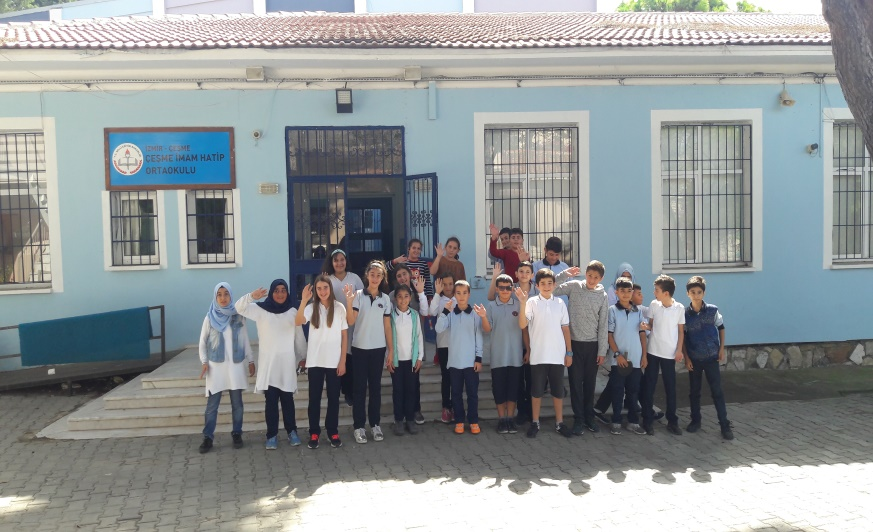 İZMİR - ÇEŞME
ÇEŞME İMAM HATİP
ORTAOKULU